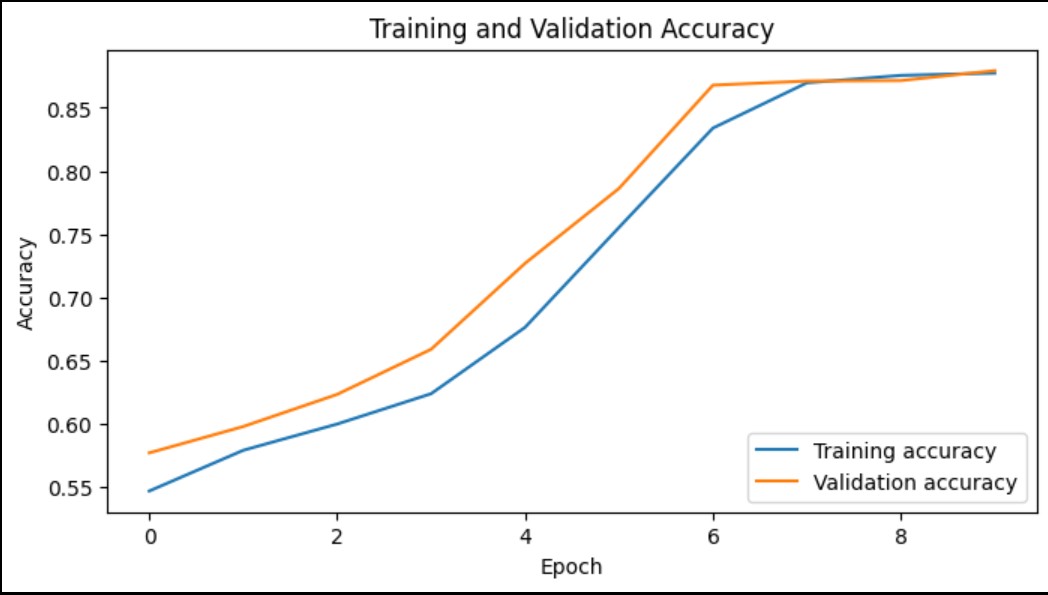 Training and Validation Accuracy
Accuracy
0.85
0.80
0.75
0.70
0.65
0.60
0.55
Training accuracy
Validation accuracy
0 2 4 6 8
Epoch